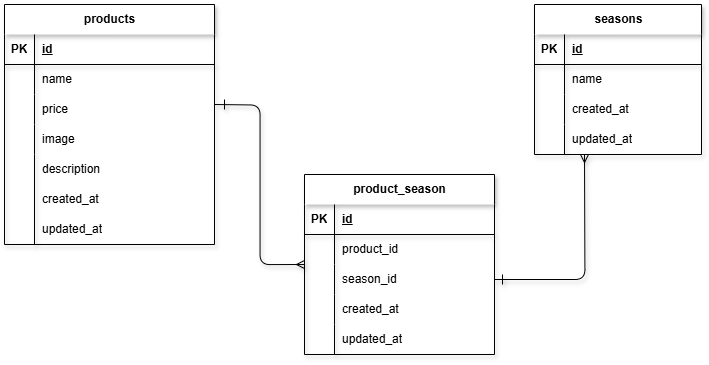 products
PK id
name
price
image
description
created_at
updated_at
seasons
PK id
name
created_at
updated_at
product_season
PK id
product_id
season_id
created_at
updated_at